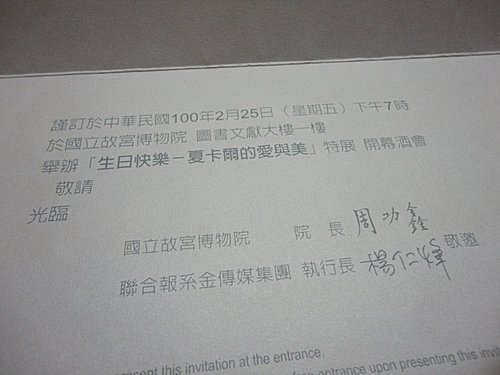 謹訂於中華民國100年2月25日（星期五）下午7時
於國立故宮博物院 圖書文獻大樓一樓
舉辦「生日快樂－夏卡爾的愛與美」特展 開幕酒會
敬請
光臨
國立故宮博物院 院 長 周功鑫
聯合報系金傳媒集團 執行長 楊仁烽 敬邀
present this invitation at the entrance.
entrance upon presenting this invit